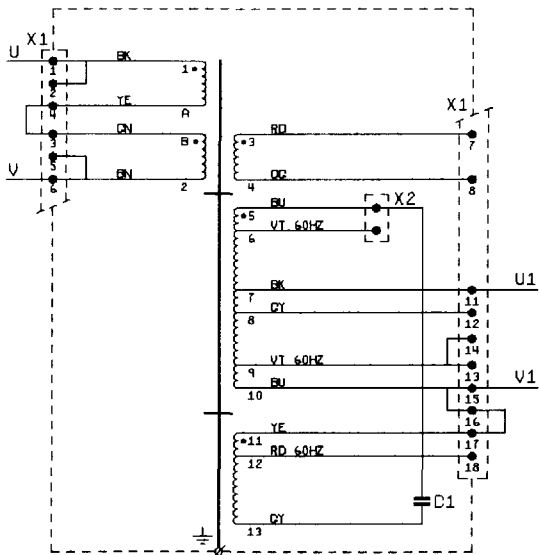 X1
U
BK
1
1
2
YE
4
A
X1
GN
B
RD
3
3
7
5
V
BN
OG
6
2
4
8
BU
X2
5
VT 60HZ
6
BK
U1
7
11
GY
8
12
14
VT 60HZ
9
13
BU
V1
10
15
16
YE
11
17
RD 60HZ
12
18
C1
GY
13